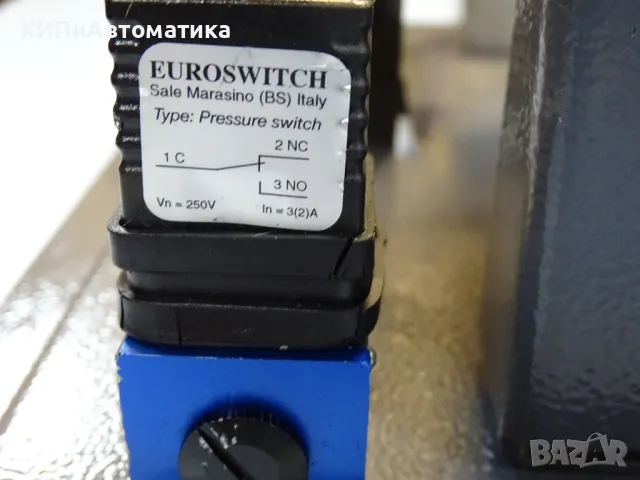 КИПиАвтоматика
EUROSWITCH
Sale Marasino (BS) Italy
Type: Pressure switch
1 C
2 NC
3 NO
Vn = 250V In = 3(2)A
BAZAR